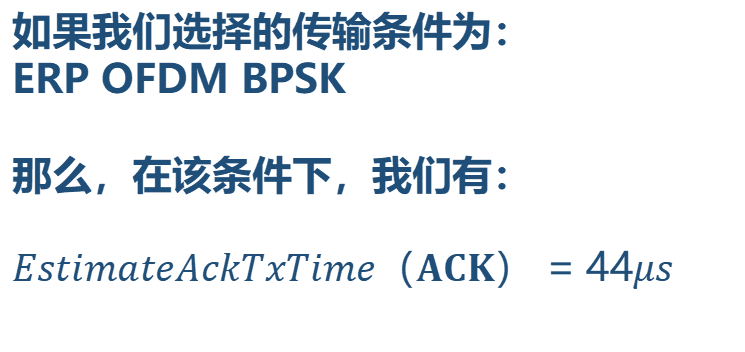 如果我们选择的传输条件为：
ERP OFDM BPSK
那么，在该条件下，我们有：
EstimateAckTxTime（ACK） = 44μs